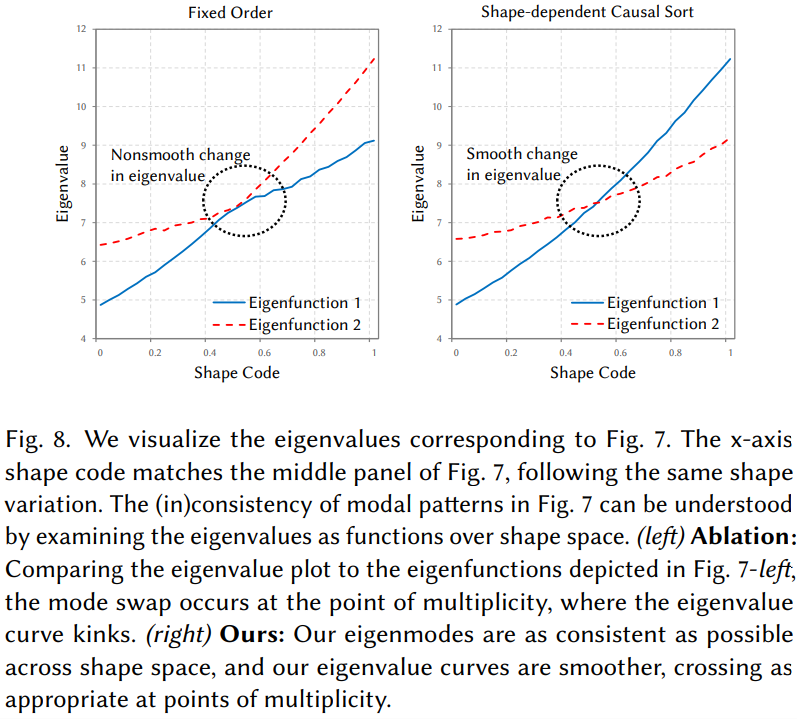 Fixed Order
Shape-dependent Causal Sort
12
11
10
9
8
7
6
5
4
Eigenvalue
Nonsmooth change
in eigenvalue
Eigenfunction 1
Eigenfunction 2
0 0.2 0.4 0.6 0.8 1
Shape Code
12
11
10
9
8
7
6
5
4
Eigenvalue
Smooth change
in eigenvalue
Eigenfunction 1
Eigenfunction 2
0 0.2 0.4 0.6 0.8 1
Shape Code
Fig. 8. We visualize the eigenvalues corresponding to Fig. 7. The x-axis
shape code matches the middle panel of Fig. 7, following the same shape
variation. The (in)consistency of modal patterns in Fig. 7 can be understood
by examining the eigenvalues as functions over shape space. (left) Ablation:
Comparing the eigenvalue plot to the eigenfunctions depicted in Fig. 7-left,
the mode swap occurs at the point of multiplicity, where the eigenvalue
curve kinks. (right) Ours: Our eigenmodes are as consistent as possible
across shape space, and our eigenvalue curves are smoother, crossing as
appropriate at points of multiplicity.